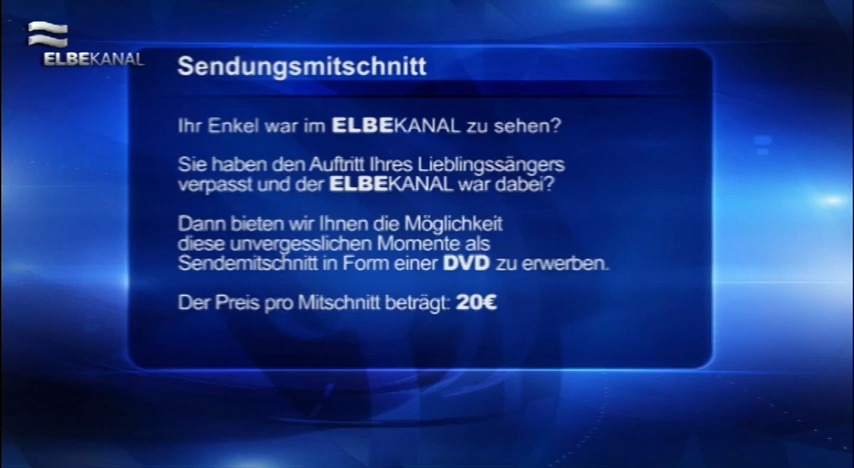 ELBEKANAL
Sendungsmitschnitt
Ihr Enkel war im ELBEKANAL zu sehen?
Sie haben den Auftritt Ihres Lieblingssängers
verpasst und der ELBEKANAL war dabei?
Dann bieten wir Ihnen die Möglichkeit
diese unvergesslichen Momente als
Sendemitschnitt in Form einer DVD zu erwerben.
Der Preis pro Mitschnitt beträgt: 20€